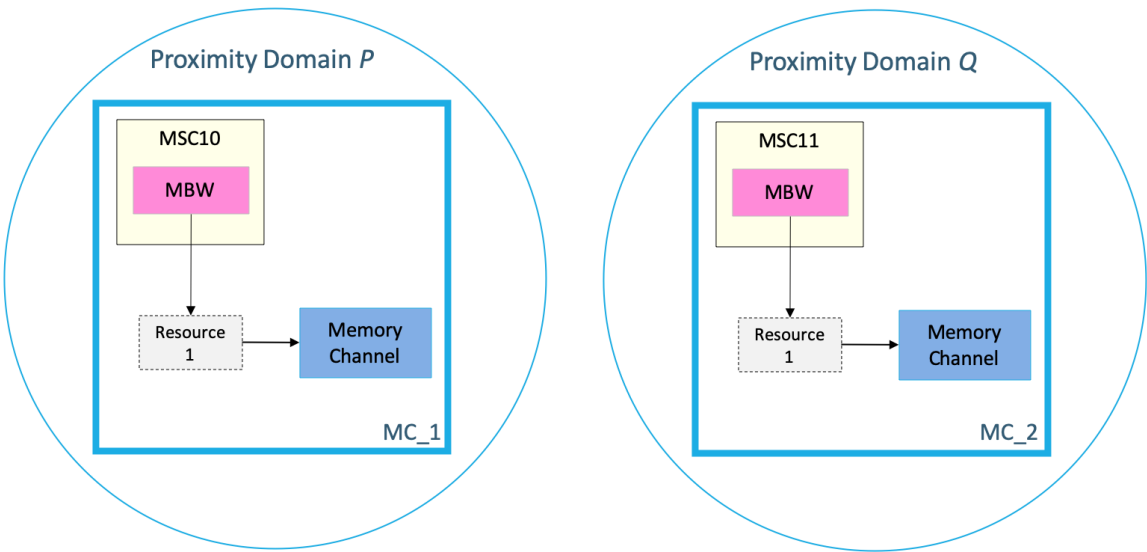 Proximity Domain P
MSC10
MBW
Resource
1
Memory
Channel
MC_1
Proximity Domain Q
MSC11
MBW
Resource
1
Memory
Channel
MC_2